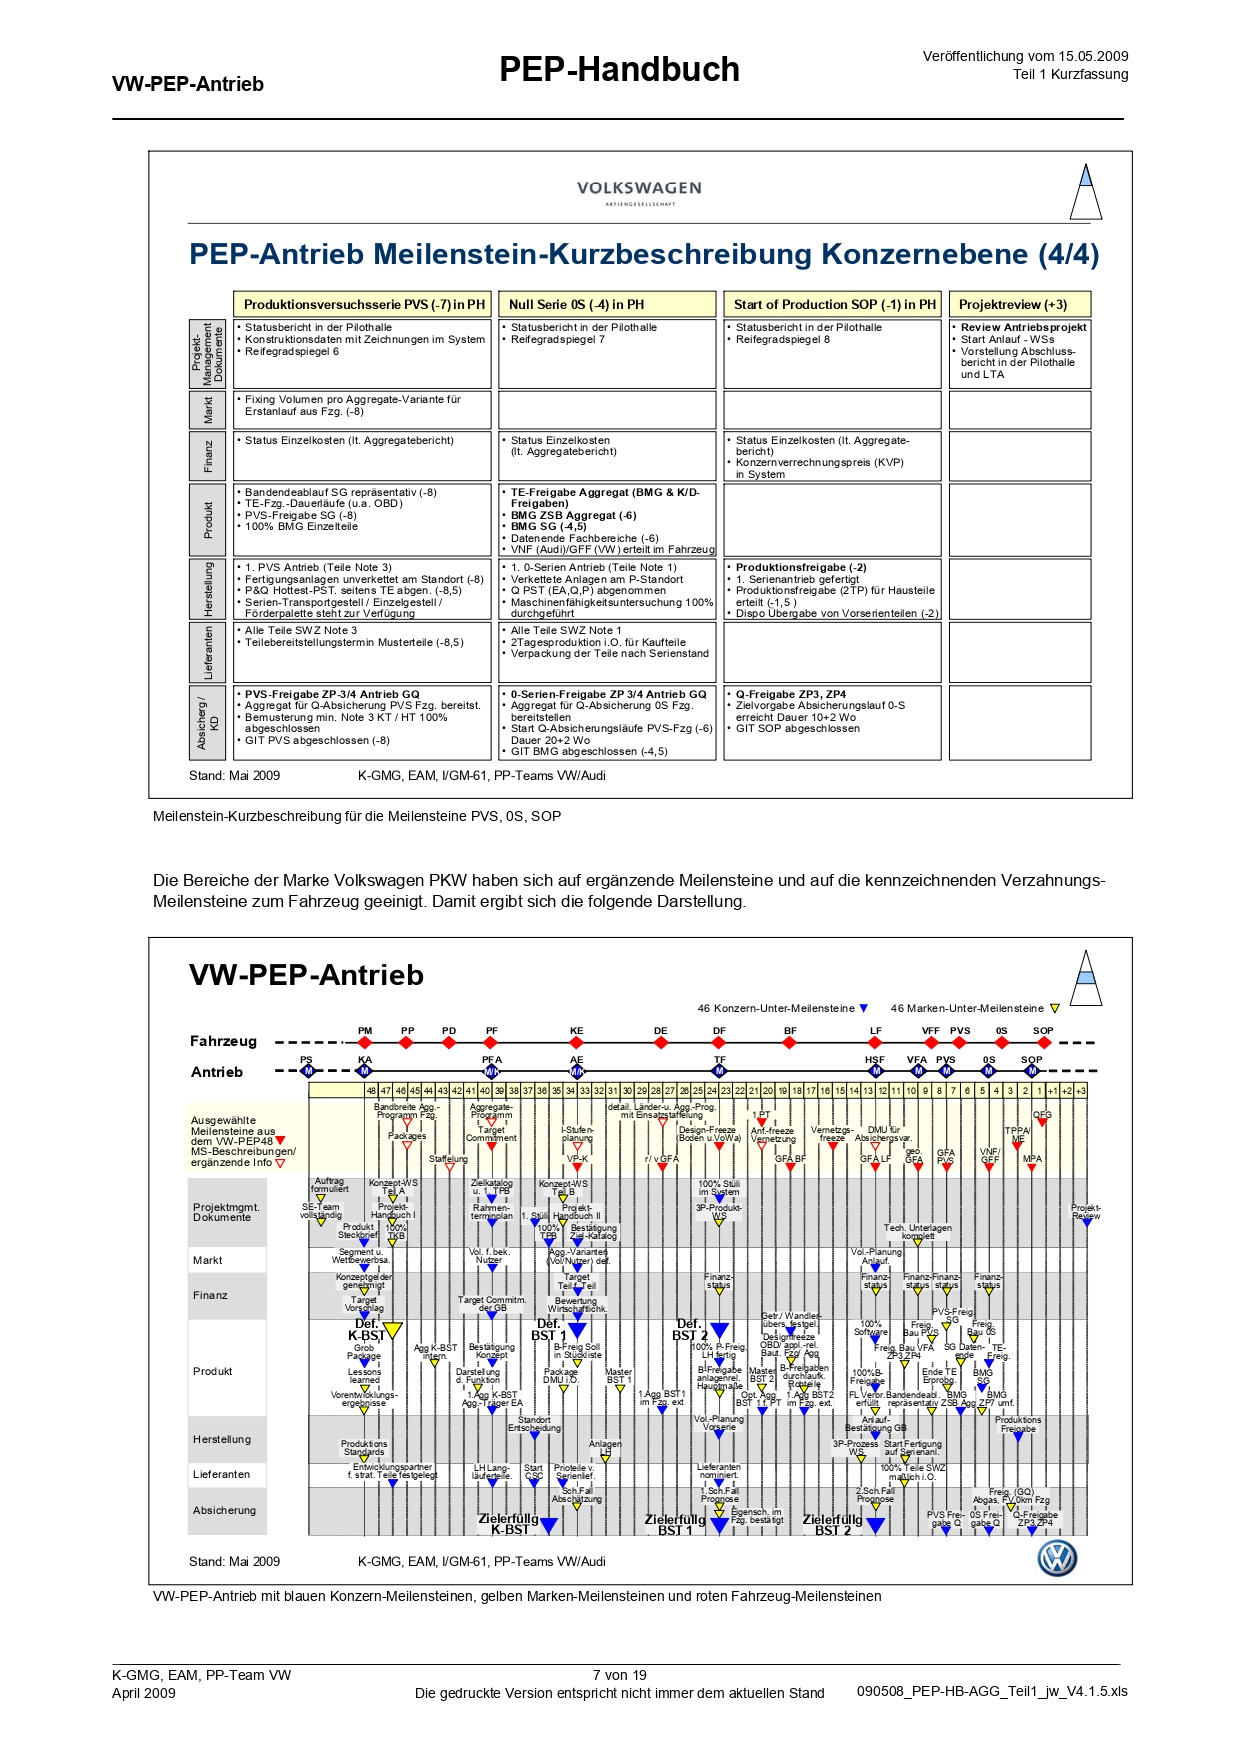 VW-PEP-Antrieb
PEP-Handbuch
Veröffentlichung vom 15.05.2009
Teil 1 Kurzfassung
VOLKSWAGEN
AKTIENGESELLSCHAFT
PEP-Antrieb Meilenstein-Kurzbeschreibung Konzernebene (4/4)
Produktionsversuchsserie PVS (-7) in PH
Null Serie 0S (-4) in PH
Start of Production SOP (-1) in PH
Projektreview (+3)
Projekt-
Management
Dokumente
• Statusbericht in der Pilothalle
• Konstruktionsdaten mit Zeichnungen im System
• Reifegradspiegel 6
• Statusbericht in der Pilothalle
• Reifegradspiegel 7
• Statusbericht in der Pilothalle
• Reifegradspiegel 8
• Review Antriebsprojekt
• Start Anlauf - WSs
• Vorstellung Abschluss-
bericht in der Pilothalle
und LTA
Markt
• Fixing Volumen pro Aggregate-Variante für
Erstanlauf aus Fzg. (-8)
Finanz
• Status Einzelkosten (lt. Aggregatebericht)
• Status Einzelkosten
(lt. Aggregatebericht)
• Status Einzelkosten (lt. Aggregate-
bericht)
• Konzernverrechnungspreis (KVP)
in System
Produkt
• Bandendeablauf SG repräsentativ (-8)
• TE-Fzg.-Dauerläufe (u.a. OBD)
• PVS-Freigabe SG (-8)
• 100% BMG Einzelteile
• TE-Freigabe Aggregat (BMG & K/D-
Freigaben)
• BMG ZSB Aggregat (-6)
• BMG SG (-4,5)
• Datenende Fachbereiche (-6)
• VNF (Audi)/GFF (VW) erteilt im Fahrzeug
Herstellung
• 1. PVS Antrieb (Teile Note 3)
• Fertigungsanlagen unverkettet am Standort (-8)
• P&Q Hottest-PST. seitens TE abgen. (-8,5)
• Serien-Transportgestell / Einzelgestell /
Förderpalette steht zur Verfügung
• 1. 0-Serien Antrieb (Teile Note 1)
• Verkettete Anlagen am P-Standort
• Q PST (EA,Q,P) abgenommen
• Maschinenfähigkeitsuntersuchung 100%
durchgeführt
• Produktionsfreigabe (-2)
• 1. Serienantrieb gefertigt
• Produktionsfreigabe (2TP) für Hausteile
erteilt (-1,5 )
• Dispo Übergabe von Vorserienteilen (-2)
Lieferanten
• Alle Teile SWZ Note 3
• Teilebereitstellungstermin Musterteile (-8,5)
• Alle Teile SWZ Note 1
• 2Tagesproduktion i.O. für Kaufteile
• Verpackung der Teile nach Serienstand
Absicherg /
KD
• PVS-Freigabe ZP-3/4 Antrieb GQ
• Aggregat für Q-Absicherung PVS Fzg. bereitst.
• Bemusterung min. Note 3 KT / HT 100%
abgeschlossen
• GIT PVS abgeschlossen (-8)
• 0-Serien-Freigabe ZP 3/4 Antrieb GQ
• Aggregat für Q-Absicherung 0S Fzg.
bereitstellen
• Start Q-Absicherungsläufe PVS-Fzg (-6)
Dauer 20+2 Wo
• GIT BMG abgeschlossen (-4,5)
• Q-Freigabe ZP3, ZP4
• Zielvorgabe Absicherungslauf 0-S
erreicht Dauer 10+2 Wo
• GIT SOP abgeschlossen
Stand: Mai 2009
K-GMG, EAM, I/GM-61, PP-Teams VW/Audi
Meilenstein-Kurzbeschreibung für die Meilensteine PVS, 0S, SOP
Die Bereiche der Marke Volkswagen PKW haben sich auf ergänzende Meilensteine und auf die kennzeichnenden Verzahnungs-
Meilensteine zum Fahrzeug geeinigt. Damit ergibt sich die folgende Darstellung.
VW-PEP-Antrieb
46 Konzern-Unter-Meilensteine
46 Marken-Unter-Meilensteine
PM PP PD PF KE DE DF BF LF VFF PVS 0S SOP
Fahrzeug
PS KA PFA AE TF HSF VFA PVS 0S SOP
Antrieb
M M M/K M/K M M M M M M
48 47 46 45 44 43 42 41 40 39 38 37 36 35 34 33 32 31 30 29 28 27 26 25 24 23 22 21 20 19 18 17 16 15 14 13 12 11 10 9 8 7 6 5 4 3 2 1 +1 +2 +3
Ausgewählte
Meilensteine aus
dem VW-PEP48
MS-Beschreibungen/
ergänzende Info
Bandbreite Agg.-
Programm Fzg.
Aggregate-
Programm
detail. Länder-u. Agg.-Prog.
mit Einsatzstaffelung
1.PT
QFG
Packages
Target
Commitment
I-Stufen-
planung
Design-Freeze
(Boden u.VoWa)
Anf.-freeze
Vernetzung
Vernetzgs-
freeze
DMU für
Absichergsvar.
TPPA/
ME
Staffelung
VP-K
r/ v GFA
GFA BF
GFA LF
geo.
GFA
GFA
PVS
VNF/
GFF
MPA
Projektmgmt.
Dokumente
Auftrag
formuliert
Konzept-WS
Teil A
Zielkatalog
u. 1. TPB
Konzept-WS
Teil B
100% Stüli
im System
SE-Team
vollständig
Projekt-
Handbuch I
Rahmen-
terminplan
1. Stüli
Projekt-
Handbuch II
3P-Produkt-
WS
Projekt-
Review
Produkt
Steckbrief
100%
TKB
100%
TPB
Bestätigung
Ziel-Katalog
Tech. Unterlagen
komplett
Markt
Segment u.
Wettbewerbsa.
Vol. f. bek.
Nutzer
Agg.-Varianten
(Vol/Nutzer) def.
Vol.-Planung
Anlauf.
Finanz
Konzeptgelder
genehmigt
Target
Teil f. Teil
Finanz-
status
Finanz-
status
Finanz-
status
Finanz-
status
Finanz-
status
Target
Vorschlag
Target Commitm.
der GB
Bewertung
Wirtschaftlichk.
Produkt
Def.
K-BST
Def.
BST 1
Def.
BST 2
Getr./ Wandler-
übers. festgel.
100%
Software
Freig.
Bau PVS
PVS-Freig.
SG
Freig.
Bau 0S
Grob
Package
Agg K-BST
intern.
Bestätigung
Konzept
B-Freig Soll
in Stückliste
100% P-Freig.
LH fertig
Designfreeze
OBD/ appl.-rel.
Baut. Fzg/ Agg
Freig. Bau VFA
ZP3,ZP4
SG Daten-
ende
TE-
Freig.
Lessons
learned
Darstellung
d. Funktion
Package
DMU i.O.
Master
BST 1
B-Freigabe
anlagenrel.
Hauptmaße
Master
BST 2
B-Freigaben
durchlaufk.
Rohteile
100%B-
Freigabe
Ende TE
Erprobg.
BMG
SG
Vorentwicklungs-
ergebnisse
1.Agg K-BST
Agg.-Träger EA
1.Agg BST1
im Fzg. ext
Opt. Agg
BST 1 f. PT
1.Agg BST2
im Fzg. ext.
FL Verbr.
erfüllt
Bandendeabl.
repräsentativ
BMG
ZSB Agg
BMG
ZP7 umf.
Herstellung
Standort
Entscheidung
Vol.-Planung
Vorserie
Anlauf-
Bestätigung GB
Produktions
Freigabe
Produktions
Standards
Anlagen
LH
3P-Prozess
WS
Start Fertigung
auf Serienanl.
Lieferanten
Entwicklungspartner
f. strat. Teile festgelegt
LH Lang-
läuferteile.
Start
CSC
Prioteile v.
Serienlief.
Lieferanten
nominiert.
100% Teile SWZ
maßlich i.O.
Absicherung
Sch.Fall
Abschätzung
1.Sch.Fall
Prognose
2.Sch.Fall
Prognose
Freig. (GQ)
Abgas, FV 0km Fzg
Zielerfüllg
K-BST
Zielerfüllg
BST 1
Eigensch. im
Fzg. bestätigt
Zielerfüllg
BST 2
PVS Frei-
gabe Q
0S Frei-
gabe Q
Q-Freigabe
ZP3,ZP4
Stand: Mai 2009
K-GMG, EAM, I/GM-61, PP-Teams VW/Audi
VW-PEP-Antrieb mit blauen Konzern-Meilensteinen, gelben Marken-Meilensteinen und roten Fahrzeug-Meilensteinen
K-GMG, EAM, PP-Team VW
April 2009
7 von 19
Die gedruckte Version entspricht nicht immer dem aktuellen Stand
090508_PEP-HB-AGG_Teil1_jw_V4.1.5.xls